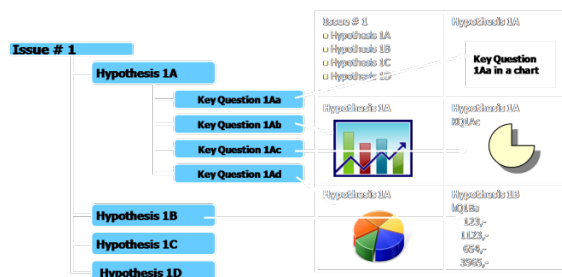 Issue # 1
Hypothesis 1A
Key Question 1Aa
Key Question 1Ab
Key Question 1Ac
Key Question 1Ad
Hypothesis 1B
Hypothesis 1C
Hypothesis 1D
Issue # 1
Hypothesis 1A
Hypothesis 1B
Hypothesis 1C
Hypothesis 1D
Hypothesis 1A
Key Question
1Aa in a chart
Hypothesis 1A
Hypothesis 1A
KQ1Ac
Hypothesis 1A
Hypothesis 1B
kQ1Ba
123,-
1123,-
654,-
3565,-